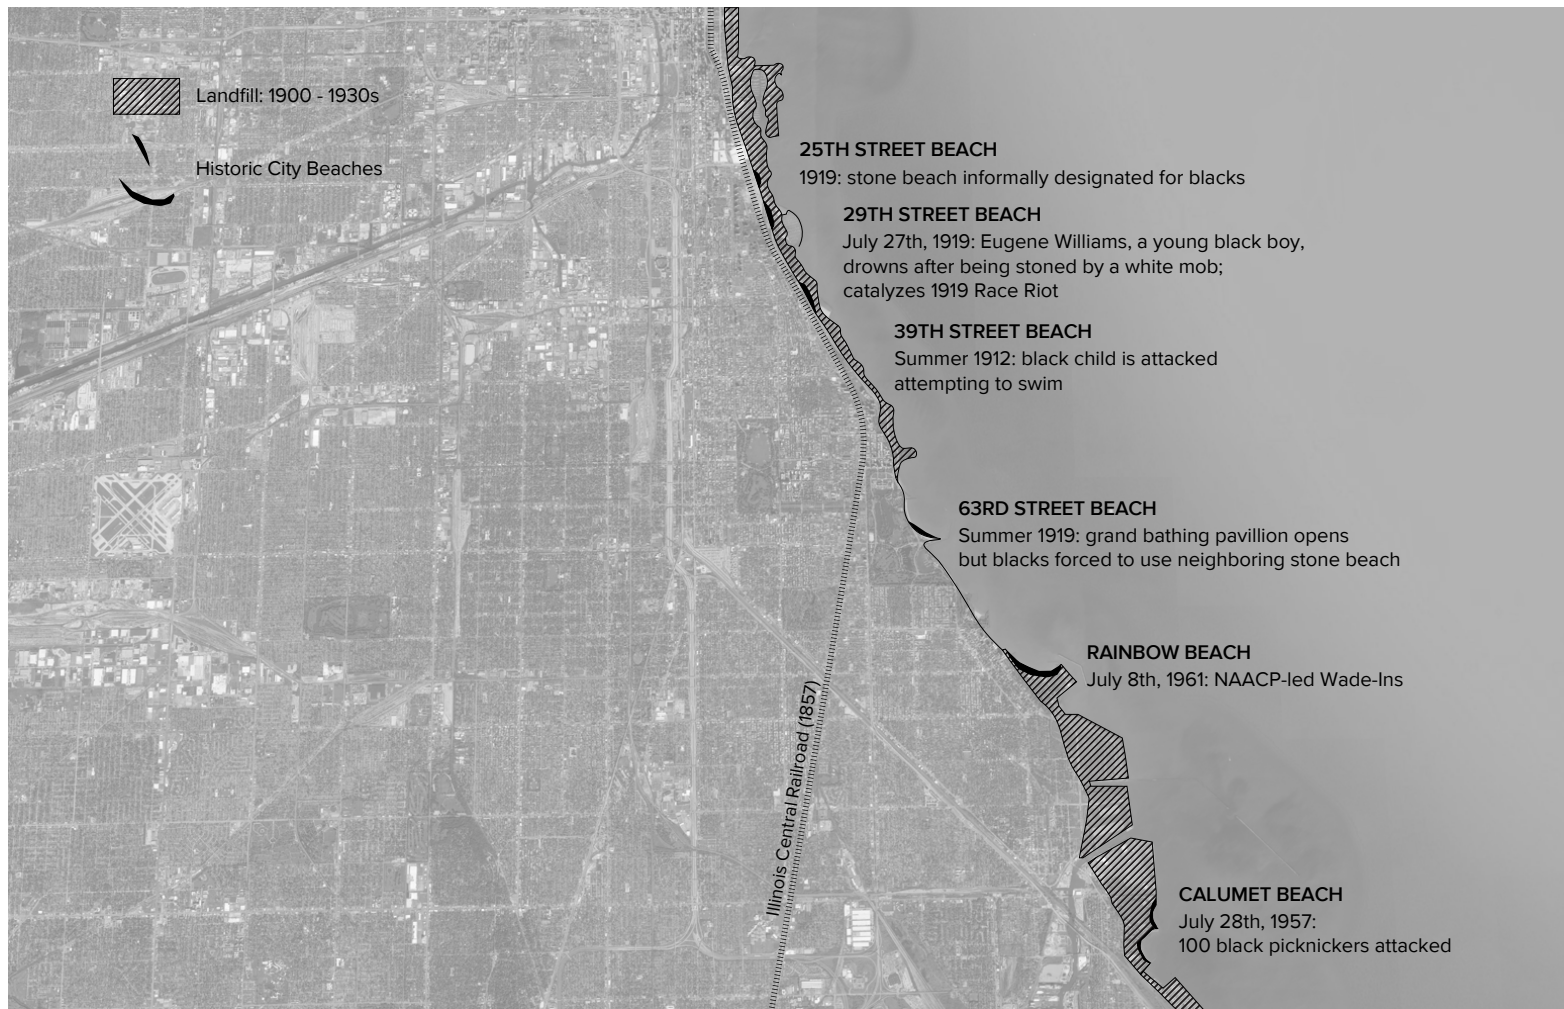 Landfill: 1900 - 1930s
Historic City Beaches
25TH STREET BEACH
1919: stone beach informally designated for blacks
29TH STREET BEACH
July 27th, 1919: Eugene Williams, a young black boy,
drowns after being stoned by a white mob;
catalyzes 1919 Race Riot
39TH STREET BEACH
Summer 1912: black child is attacked
attempting to swim
63RD STREET BEACH
Summer 1919: grand bathing pavillion opens
but blacks forced to use neighboring stone beach
RAINBOW BEACH
July 8th, 1961: NAACP-led Wade-Ins
Illinois Central Railroad (1857)
CALUMET BEACH
July 28th, 1957:
100 black picknickers attacked